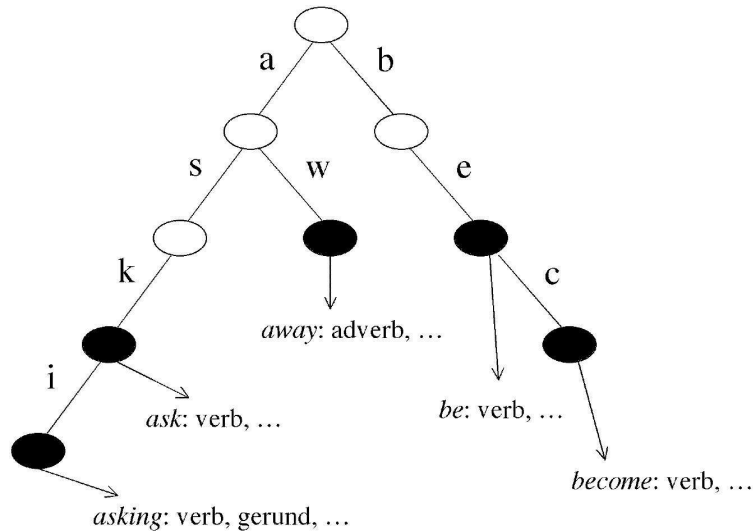 a
b
s
w
e
k
c
away: adverb, …
i
ask: verb, …
be: verb, …
become: verb, …
asking: verb, gerund, …